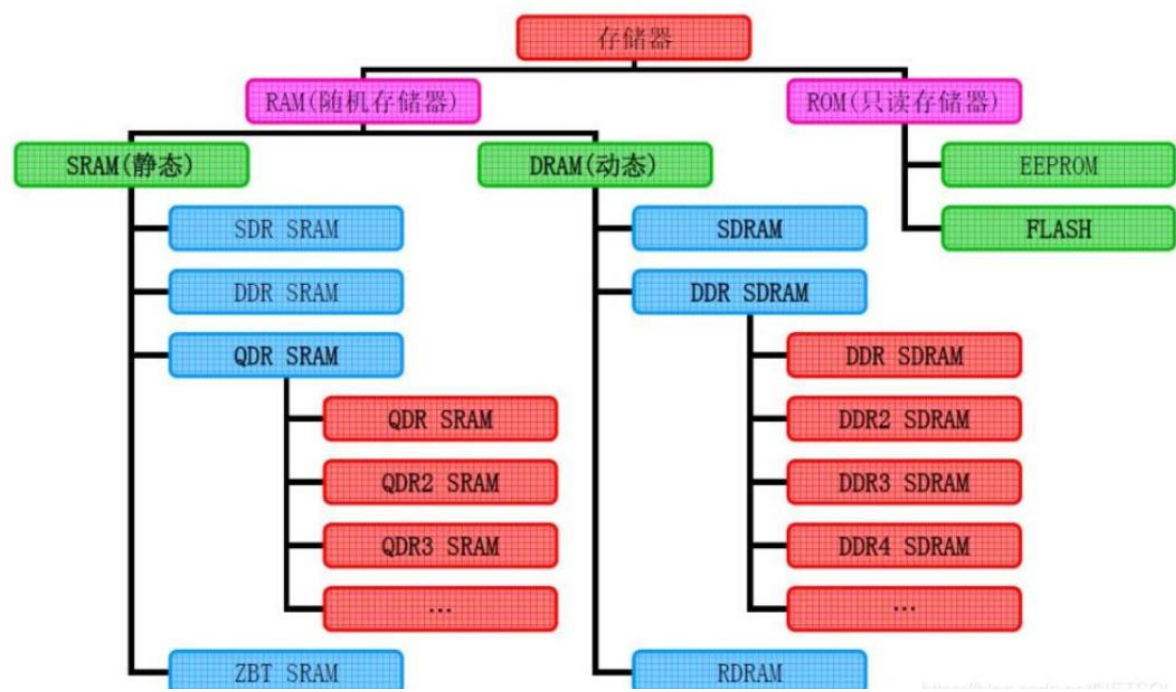 存储器
RAM(随机存储器)
ROM(只读存储器)
SRAM(静态)
DRAM(动态)
EEPROM
FLASH
SDR SRAM
DDR SRAM
QDR SRAM
QDR SRAM
QDR2 SRAM
QDR3 SRAM
...
ZBT SRAM
SDRAM
DDR SDRAM
DDR SDRAM
DDR2 SDRAM
DDR3 SDRAM
DDR4 SDRAM
...
RDRAM